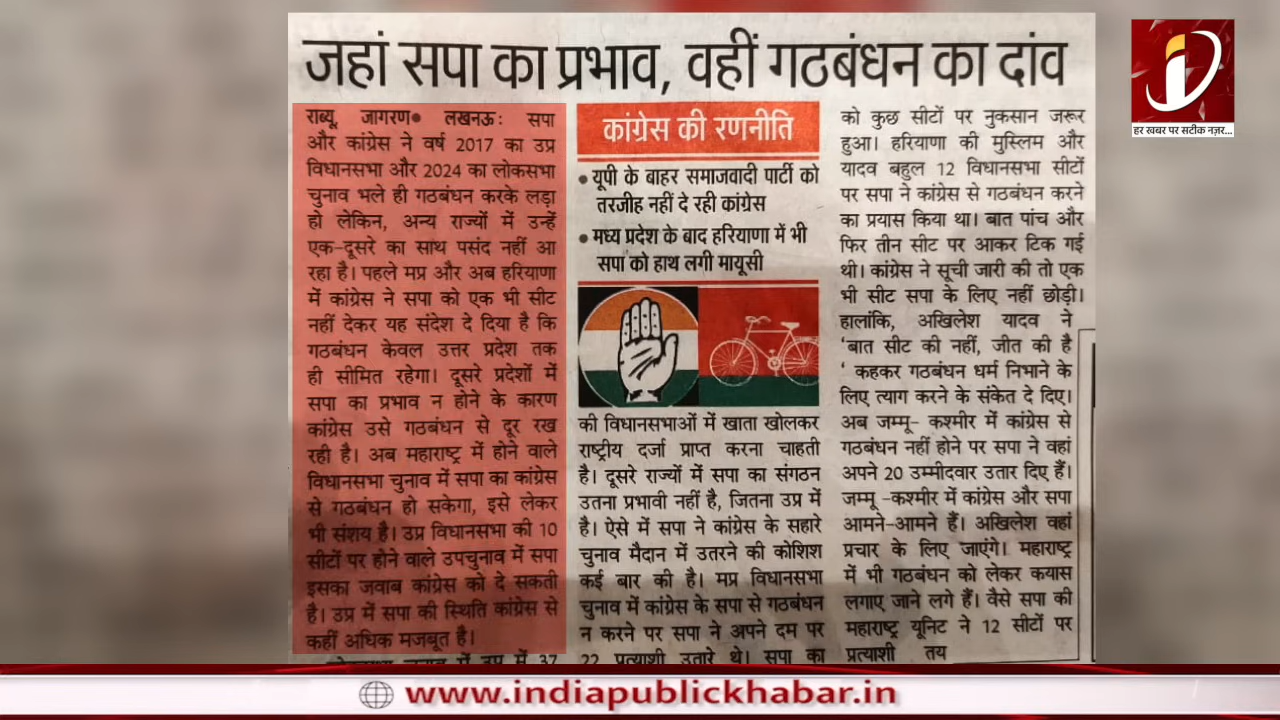 जहां सपा का प्रभाव, वहीं गठबंधन का दांव
राब्यू, जागरण● लखनऊः सपा
और कांग्रेस ने वर्ष 2017 का उप्र
विधानसभा और 2024 का लोकसभा
चुनाव भले ही गठबंधन करके लड़ा
हो लेकिन, अन्य राज्यों में उन्हें
एक-दूसरे का साथ पसंद नहीं आ
रहा है। पहले मप्र और अब हरियाणा
में कांग्रेस ने सपा को एक भी सीट
नहीं देकर यह संदेश दे दिया है कि
गठबंधन केवल उत्तर प्रदेश तक
ही सीमित रहेगा। दूसरे प्रदेशों में
सपा का प्रभाव न होने के कारण
कांग्रेस उसे गठबंधन से दूर रख
रही है। अब महाराष्ट्र में होने वाले
विधानसभा चुनाव में सपा का कांग्रेस
से गठबंधन हो सकेगा, इसे लेकर
भी संशय है। उप्र विधानसभा की 10
सीटों पर होने वाले उपचुनाव में सपा
इसका जवाब कांग्रेस को दे सकती
है। उप्र में सपा की स्थिति कांग्रेस से
कहीं अधिक मजबूत है।
में उप्र में 37
कांग्रेस की रणनीति
● यूपी के बाहर समाजवादी पार्टी को
तरजीह नहीं दे रही कांग्रेस
● मध्य प्रदेश के बाद हरियाणा में भी
सपा को हाथ लगी मायूसी
की विधानसभाओं में खाता खोलकर
राष्ट्रीय दर्जा प्राप्त करना चाहती
है। दूसरे राज्यों में सपा का संगठन
उतना प्रभावी नहीं है, जितना उप्र में
है। ऐसे में सपा ने कांग्रेस के सहारे
चुनाव मैदान में उतरने की कोशिश
कई बार की है। मप्र विधानसभा
चुनाव में कांग्रेस के सपा से गठबंधन
न करने पर सपा ने अपने दम पर
22 प्रत्याशी उतारे थे। सपा का
को कुछ सीटों पर नुकसान जरूर
हुआ। हरियाणा की मुस्लिम और
यादव बहुल 12 विधानसभा सीटों
पर सपा ने कांग्रेस से गठबंधन करने
का प्रयास किया था। बात पांच और
फिर तीन सीट पर आकर टिक गई
थी। कांग्रेस ने सूची जारी की तो एक
भी सीट सपा के लिए नहीं छोड़ी।
हालांकि, अखिलेश यादव ने
'बात सीट की नहीं, जीत की है
' कहकर गठबंधन धर्म निभाने के
लिए त्याग करने के संकेत दे दिए।
अब जम्मू- कश्मीर में कांग्रेस से
गठबंधन नहीं होने पर सपा ने वहां
अपने 20 उम्मीदवार उतार दिए हैं।
जम्मू -कश्मीर में कांग्रेस और सपा
आमने-आमने हैं। अखिलेश वहां
प्रचार के लिए जाएंगे। महाराष्ट्र
में भी गठबंधन को लेकर कयास
लगाए जाने लगे हैं। वैसे सपा की
महाराष्ट्र यूनिट ने 12 सीटों पर
प्रत्याशी तय
हर खबर पर सटीक नज़र...
www.indiapublickhabar.in